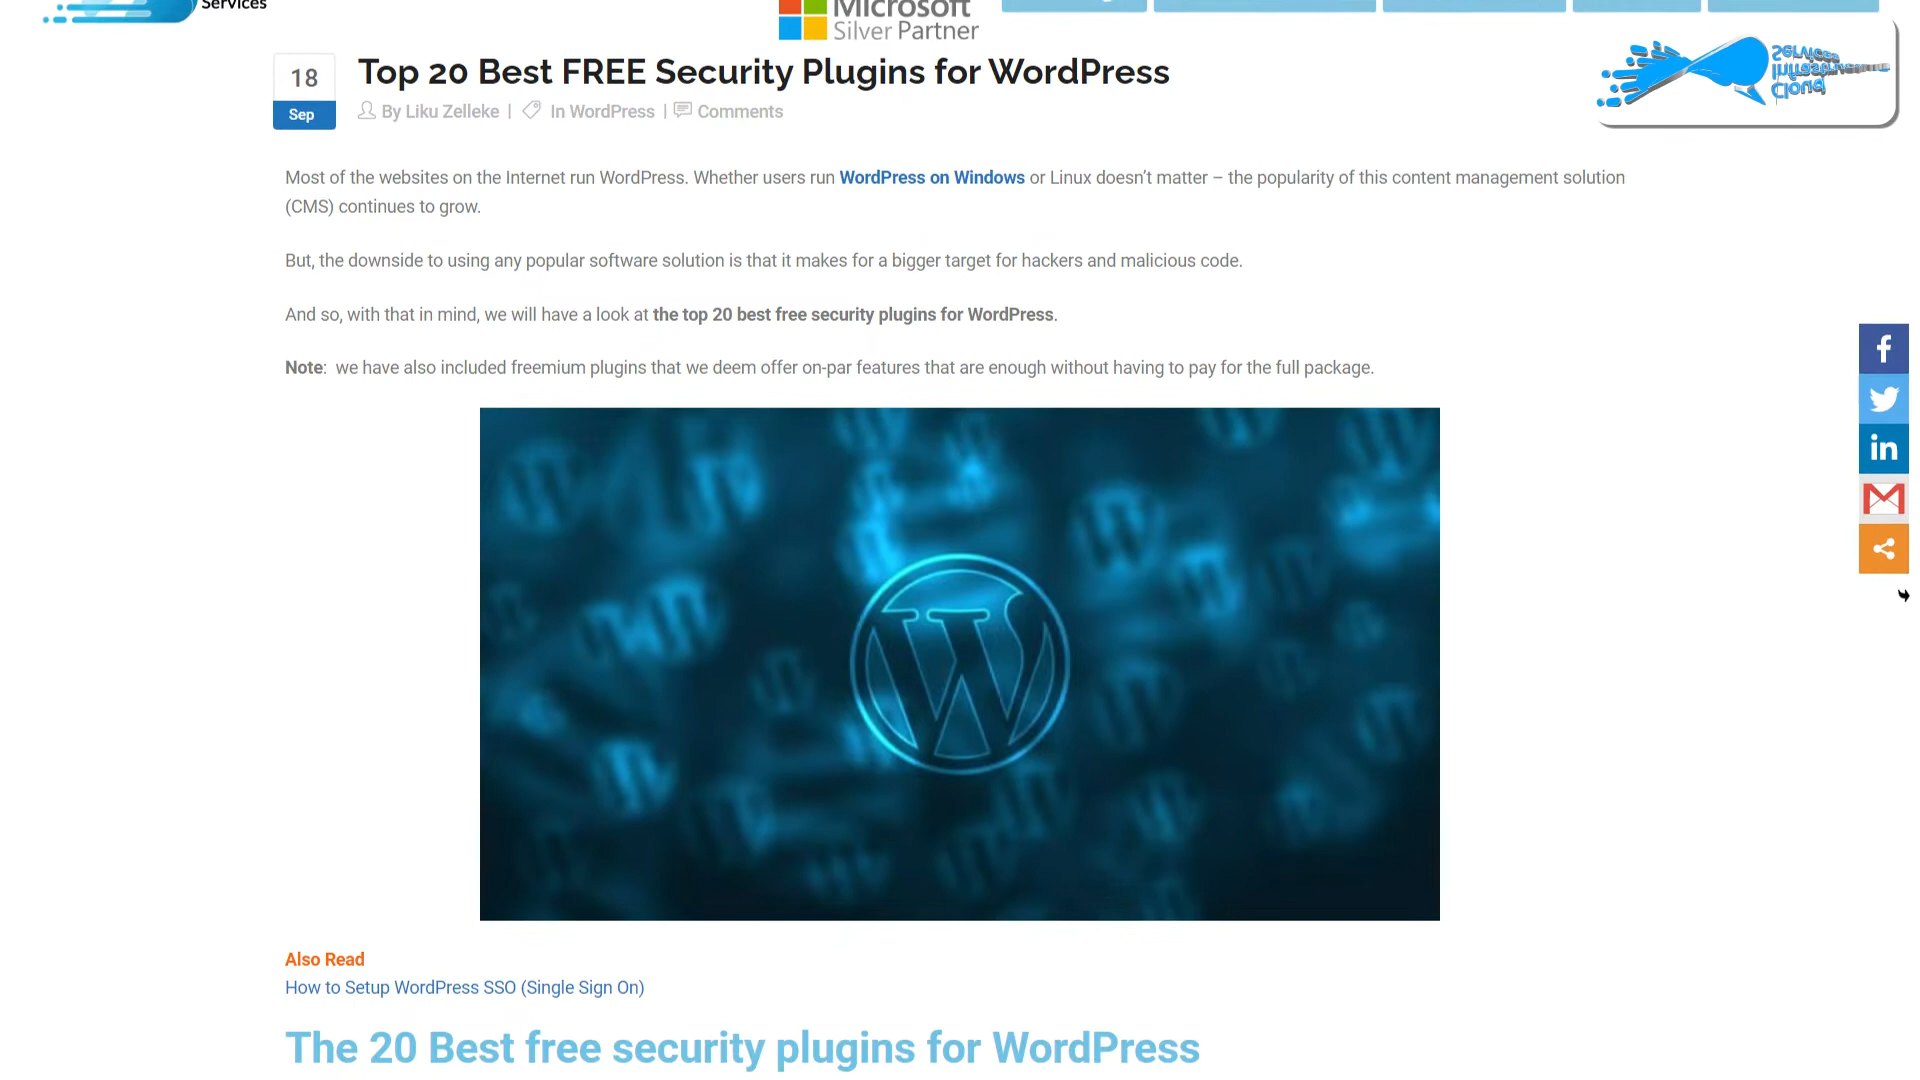 Services
Microsoft
Silver Partner
18
Sep
Top 20 Best FREE Security Plugins for WordPress
By Liku Zelleke | In WordPress | Comments
Services
Infrastructure
Cloud
Most of the websites on the Internet run WordPress. Whether users run WordPress on Windows or Linux doesn't matter – the popularity of this content management solution
(CMS) continues to grow.
But, the downside to using any popular software solution is that it makes for a bigger target for hackers and malicious code.
And so, with that in mind, we will have a look at the top 20 best free security plugins for WordPress.
Note:  we have also included freemium plugins that we deem offer on-par features that are enough without having to pay for the full package.
Also Read
How to Setup WordPress SSO (Single Sign On)
The 20 Best free security plugins for WordPress